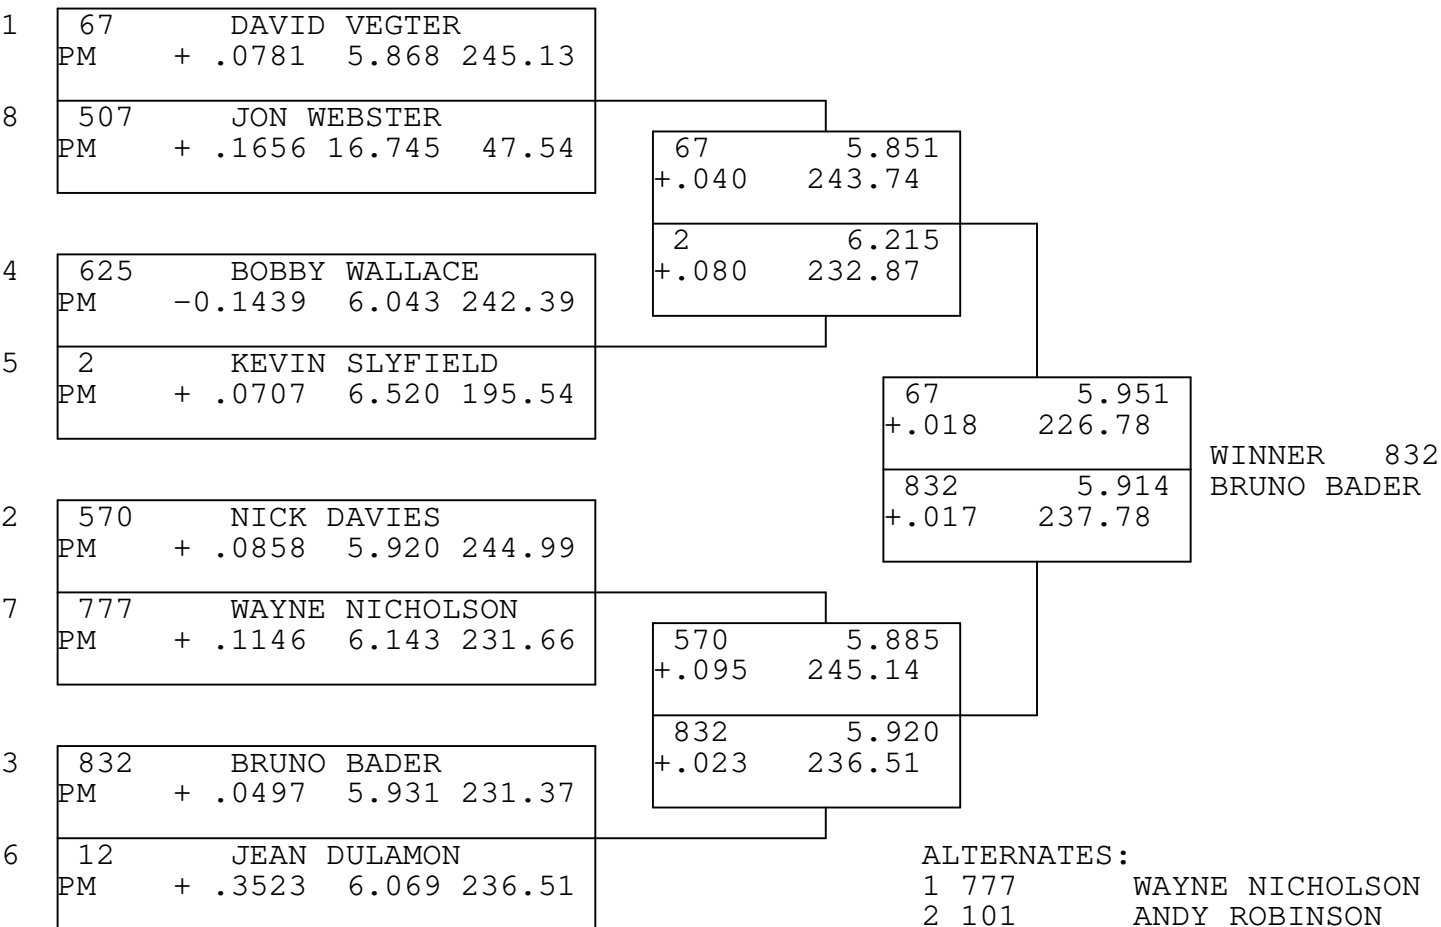 1 67 DAVID VEGTER
PM + .0781 5.868 245.13
8 507 JON WEBSTER
PM + .1656 16.745 47.54
67 5.851
+.040 243.74
2 6.215
+.080 232.87
4 625 BOBBY WALLACE
PM -0.1439 6.043 242.39
5 2 KEVIN SLYFIELD
PM + .0707 6.520 195.54
67 5.951
+.018 226.78
832 5.914
+.017 237.78
WINNER 832
BRUNO BADER
2 570 NICK DAVIES
PM + .0858 5.920 244.99
7 777 WAYNE NICHOLSON
PM + .1146 6.143 231.66
570 5.885
+.095 245.14
832 5.920
+.023 236.51
3 832 BRUNO BADER
PM + .0497 5.931 231.37
6 12 JEAN DULAMON
PM + .3523 6.069 236.51
ALTERNATES:
1 777 WAYNE NICHOLSON
2 101 ANDY ROBINSON